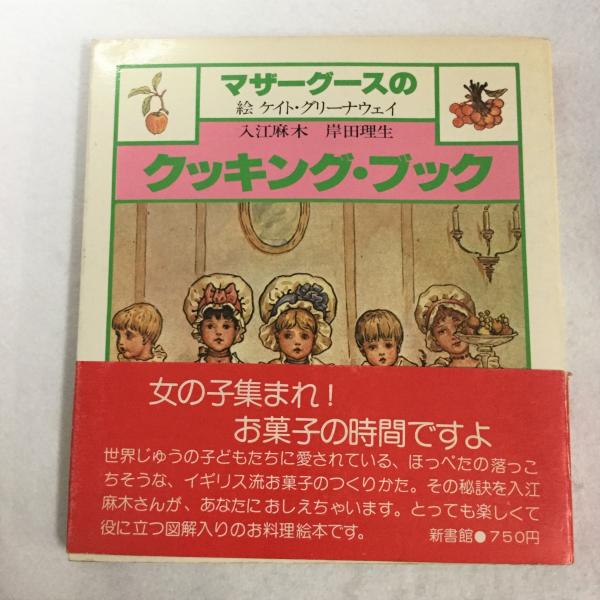 マザーグースの
絵 ケイト・グリーナウェイ
入江麻木 岸田理生
クッキング・ブック
女の子集まれ！
お菓子の時間ですよ
世界じゅうの子どもたちに愛されている、ほっぺたの落っこ
ちそうな、イギリス流お菓子のつくりかた。その秘訣を入江
麻木さんが、あなたにおしえちゃいます。とっても楽しくて
役に立つ図解入りのお料理絵本です。 新書館●750円